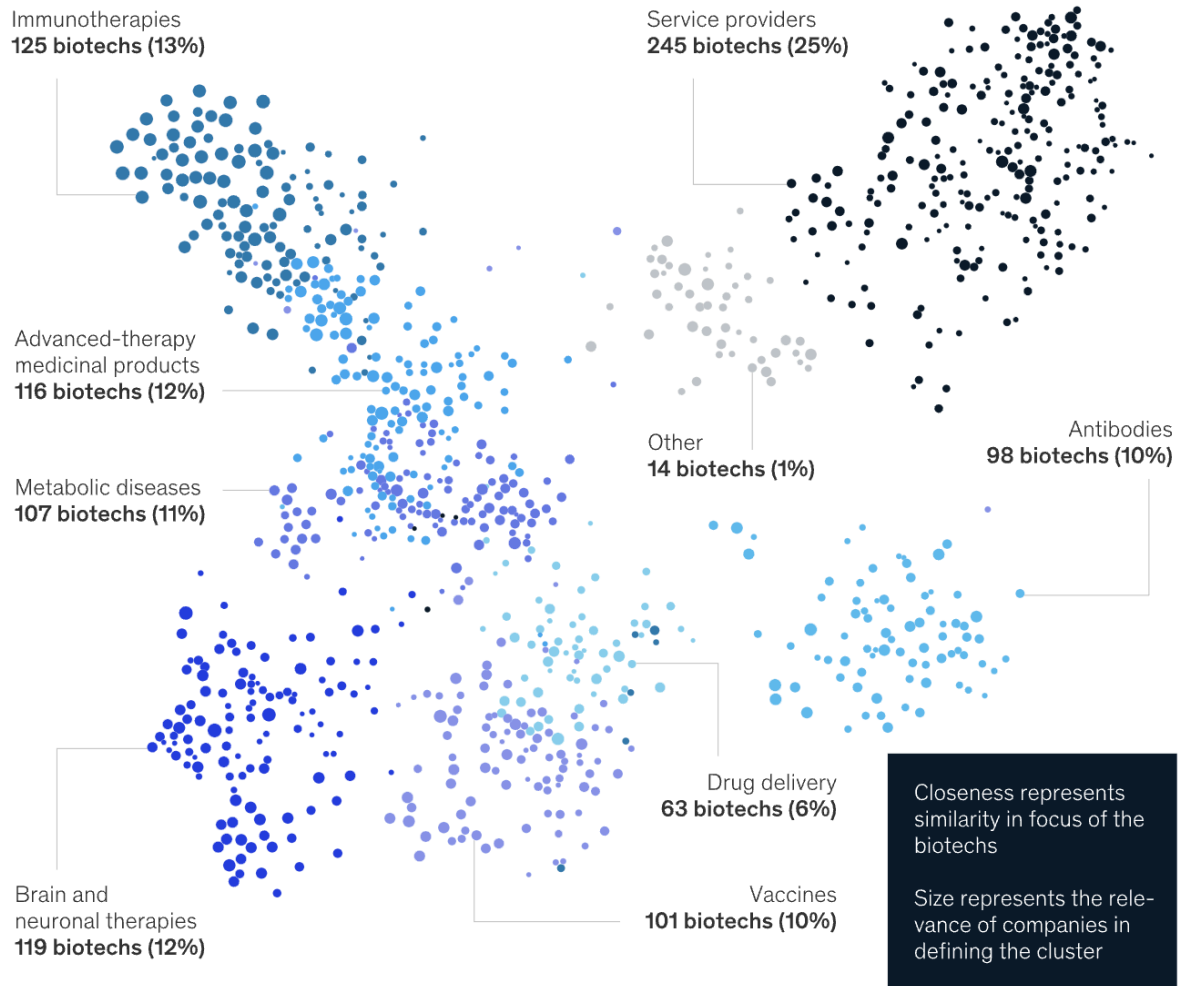 Immunotherapies
125 biotechs (13%)
Service providers
245 biotechs (25%)
Advanced-therapy
medicinal products
116 biotechs (12%)
Other
14 biotechs (1%)
Antibodies
98 biotechs (10%)
Metabolic diseases
107 biotechs (11%)
Drug delivery
63 biotechs (6%)
Brain and
neuronal therapies
119 biotechs (12%)
Vaccines
101 biotechs (10%)
Closeness represents
similarity in focus of the
biotechs
Size represents the rele-
vance of companies in
defining the cluster